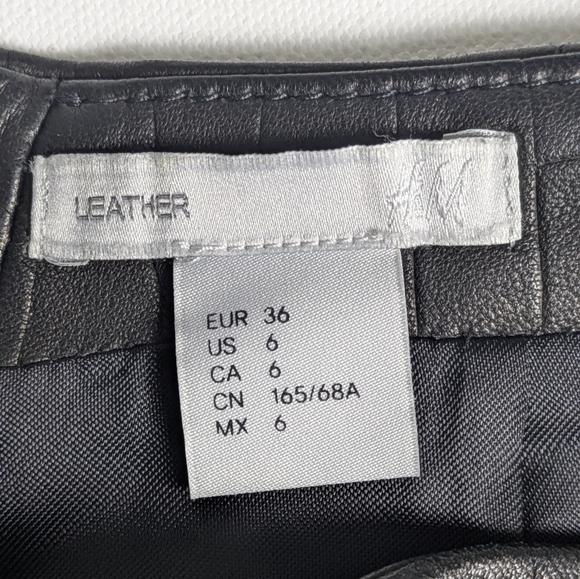 LEATHER H&M
EUR 36
US 6
CA 6
CN 165/68A
MX 6